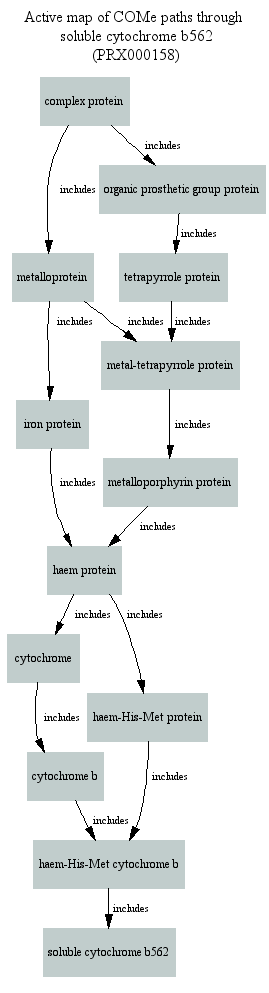 Active map of COMe paths through
soluble cytochrome b562
(PRX000158)
complex protein
includes
organic prosthetic group protein
includes
includes
metalloprotein
tetrapyrrole protein
includes
includes
includes
metal-tetrapyrrole protein
iron protein
includes
metalloporphyrin protein
includes
includes
haem protein
includes
includes
cytochrome
haem-His-Met protein
includes
cytochrome b
includes
includes
haem-His-Met cytochrome b
includes
soluble cytochrome b562